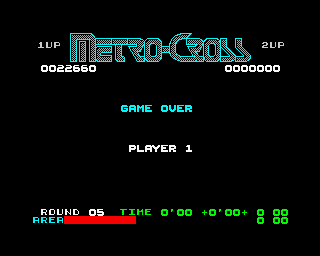 1UP METRO-CROSS 2UP
0022660 0000000
GAME OVER
PLAYER 1
ROUND 05 TIME 0'00 +0'00+ 0 00
AREA 0 00